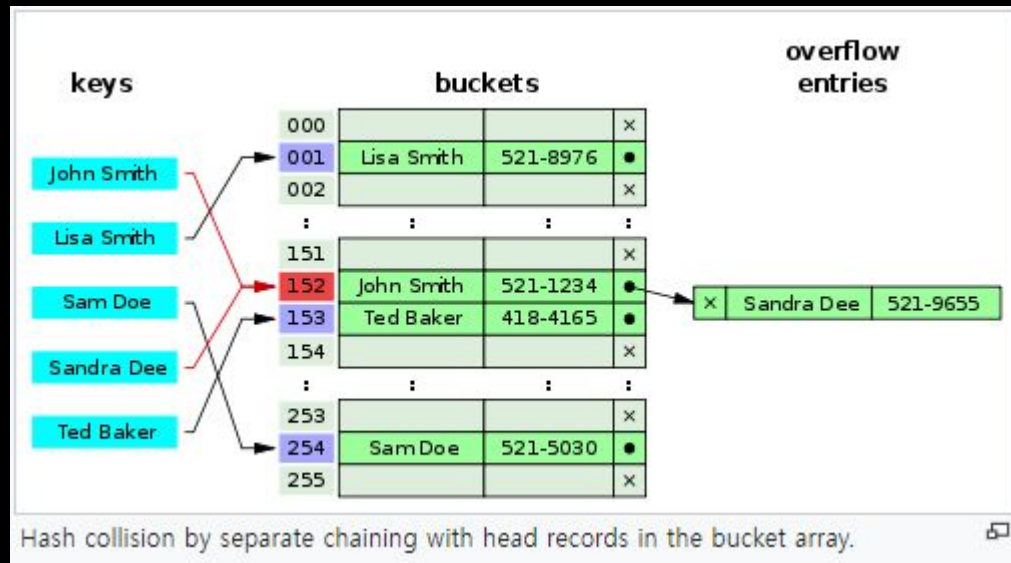 keys
buckets
overflow
entries
John Smith
Lisa Smith
Sam Doe
Sandra Dee
Ted Baker
000 ×
001 Lisa Smith 521-8976 ●
002 ×
: : : :
151 ×
152 John Smith 521-1234 ●
153 Ted Baker 418-4165 ●
154 ×
: : : :
253 ×
254 Sam Doe 521-5030 ●
255 ×
× Sandra Dee 521-9655
Hash collision by separate chaining with head records in the bucket array.